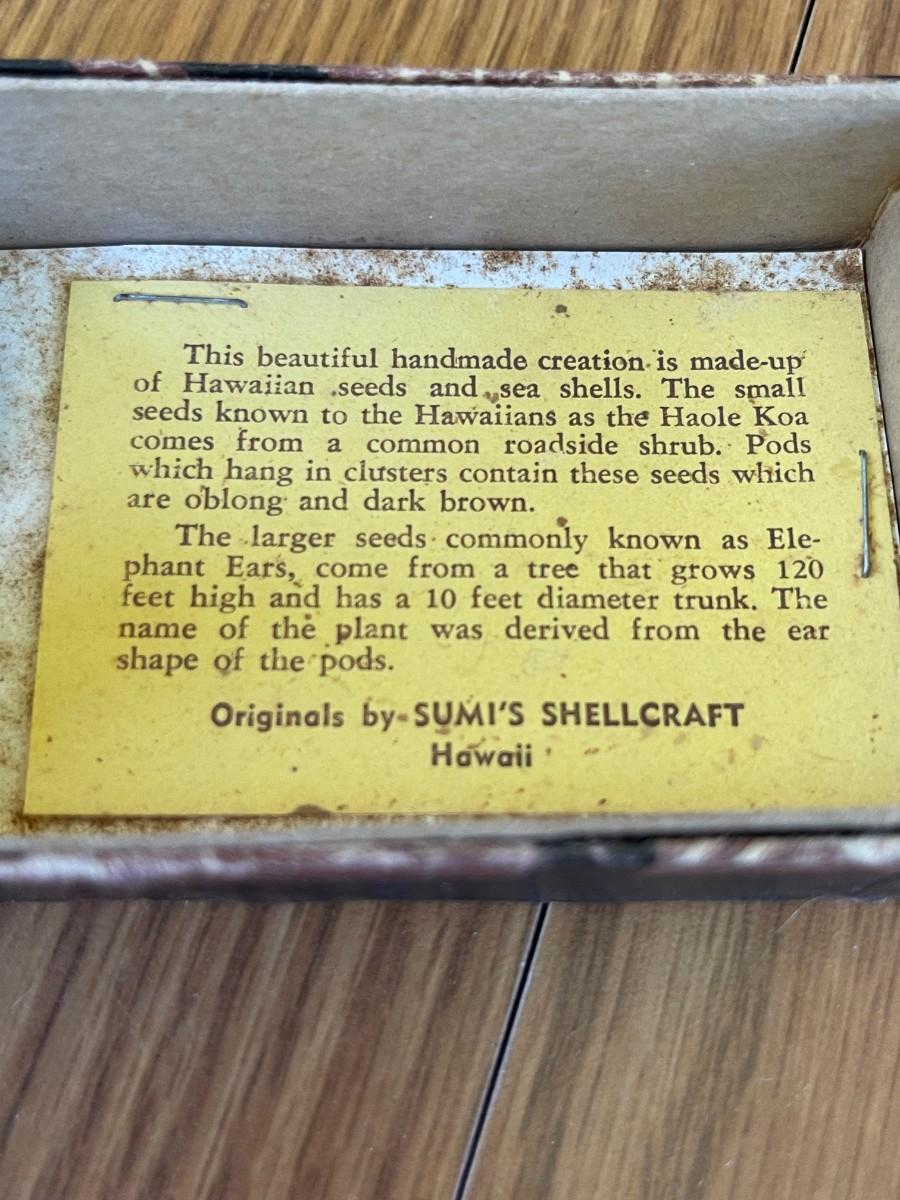 This beautiful handmade creation is made-up
of Hawaiian seeds and sea shells. The small
seeds known to the Hawaiians as the Haole Koa
comes from a common roadside shrub. Pods
which hang in clusters contain these seeds which
are oblong and dark brown.
The larger seeds commonly known as Ele-
phant Ears, come from a tree that grows 120
feet high and has a 10 feet diameter trunk. The
name of the plant was derived from the ear
shape of the pods.
Originals by-SUMI'S SHELLCRAFT
Hawaii